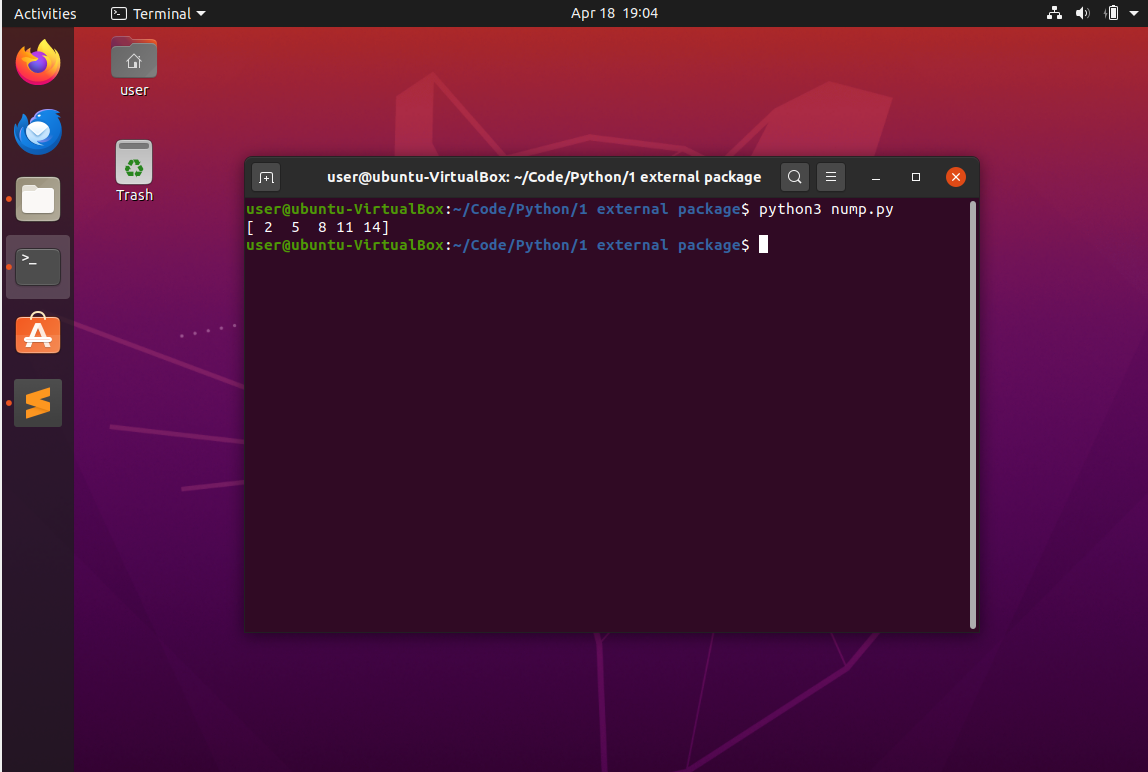 Activities
Terminal
Apr 18 19:04
user
Trash
user@ubuntu-VirtualBox: ~/Code/Python/1 external package
user@ubuntu-VirtualBox:~/Code/Python/1 external package$ python3 nump.py
[ 2  5  8 11 14]
user@ubuntu-VirtualBox:~/Code/Python/1 external package$
>_